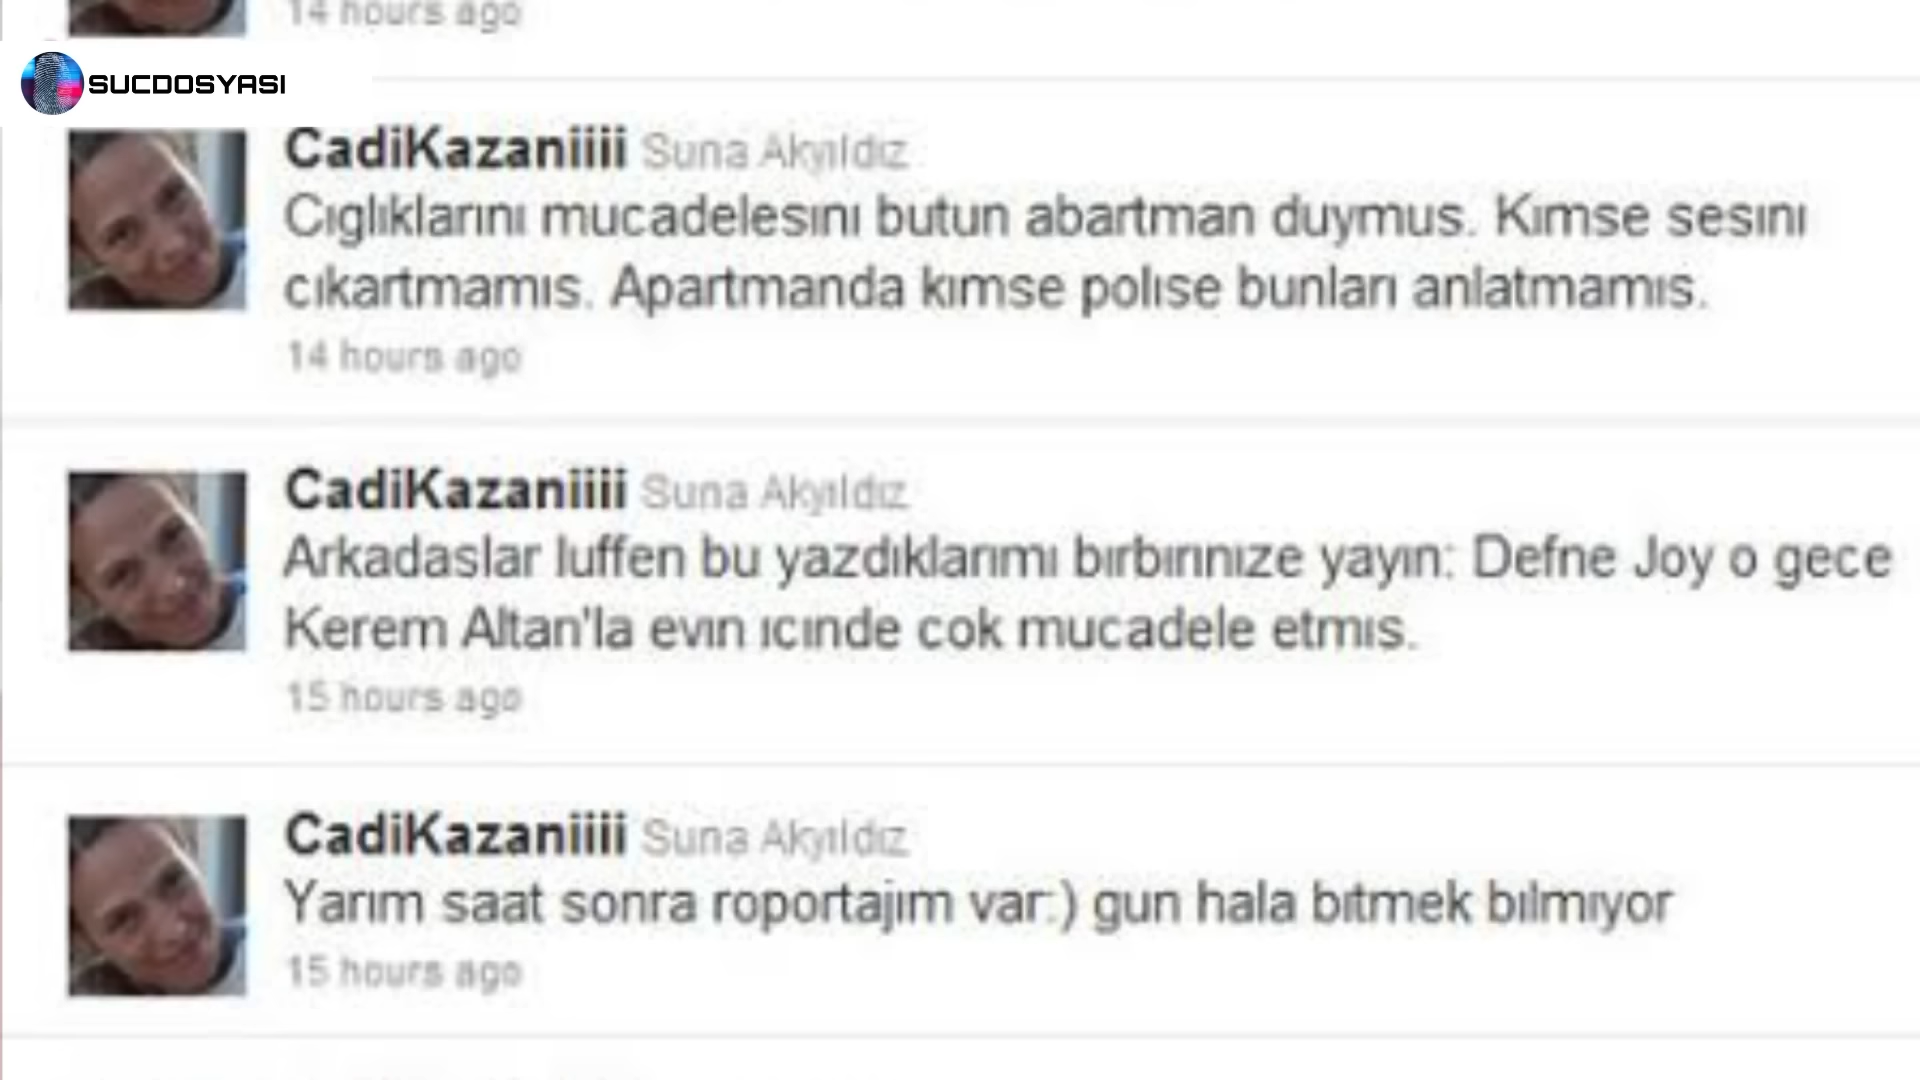 14 hours ago
SUCDOSYASI
CadiKazaniiii Suna Akyıldız
Cıglıklarını mucadelesını butun abartman duymus. Kımse sesını
cıkartmamıs. Apartmanda kımse polıse bunları anlatmamıs.
14 hours ago
CadiKazaniiii Suna Akyıldız
Arkadaslar luffen bu yazdıklarımı bırbırınıze yayın: Defne Joy o gece
Kerem Altan'la evın ıcınde cok mucadele etmıs.
15 hours ago
CadiKazaniiii Suna Akyıldız
Yarım saat sonra roportajım var:) gun hala bıtmek bılmıyor
15 hours ago